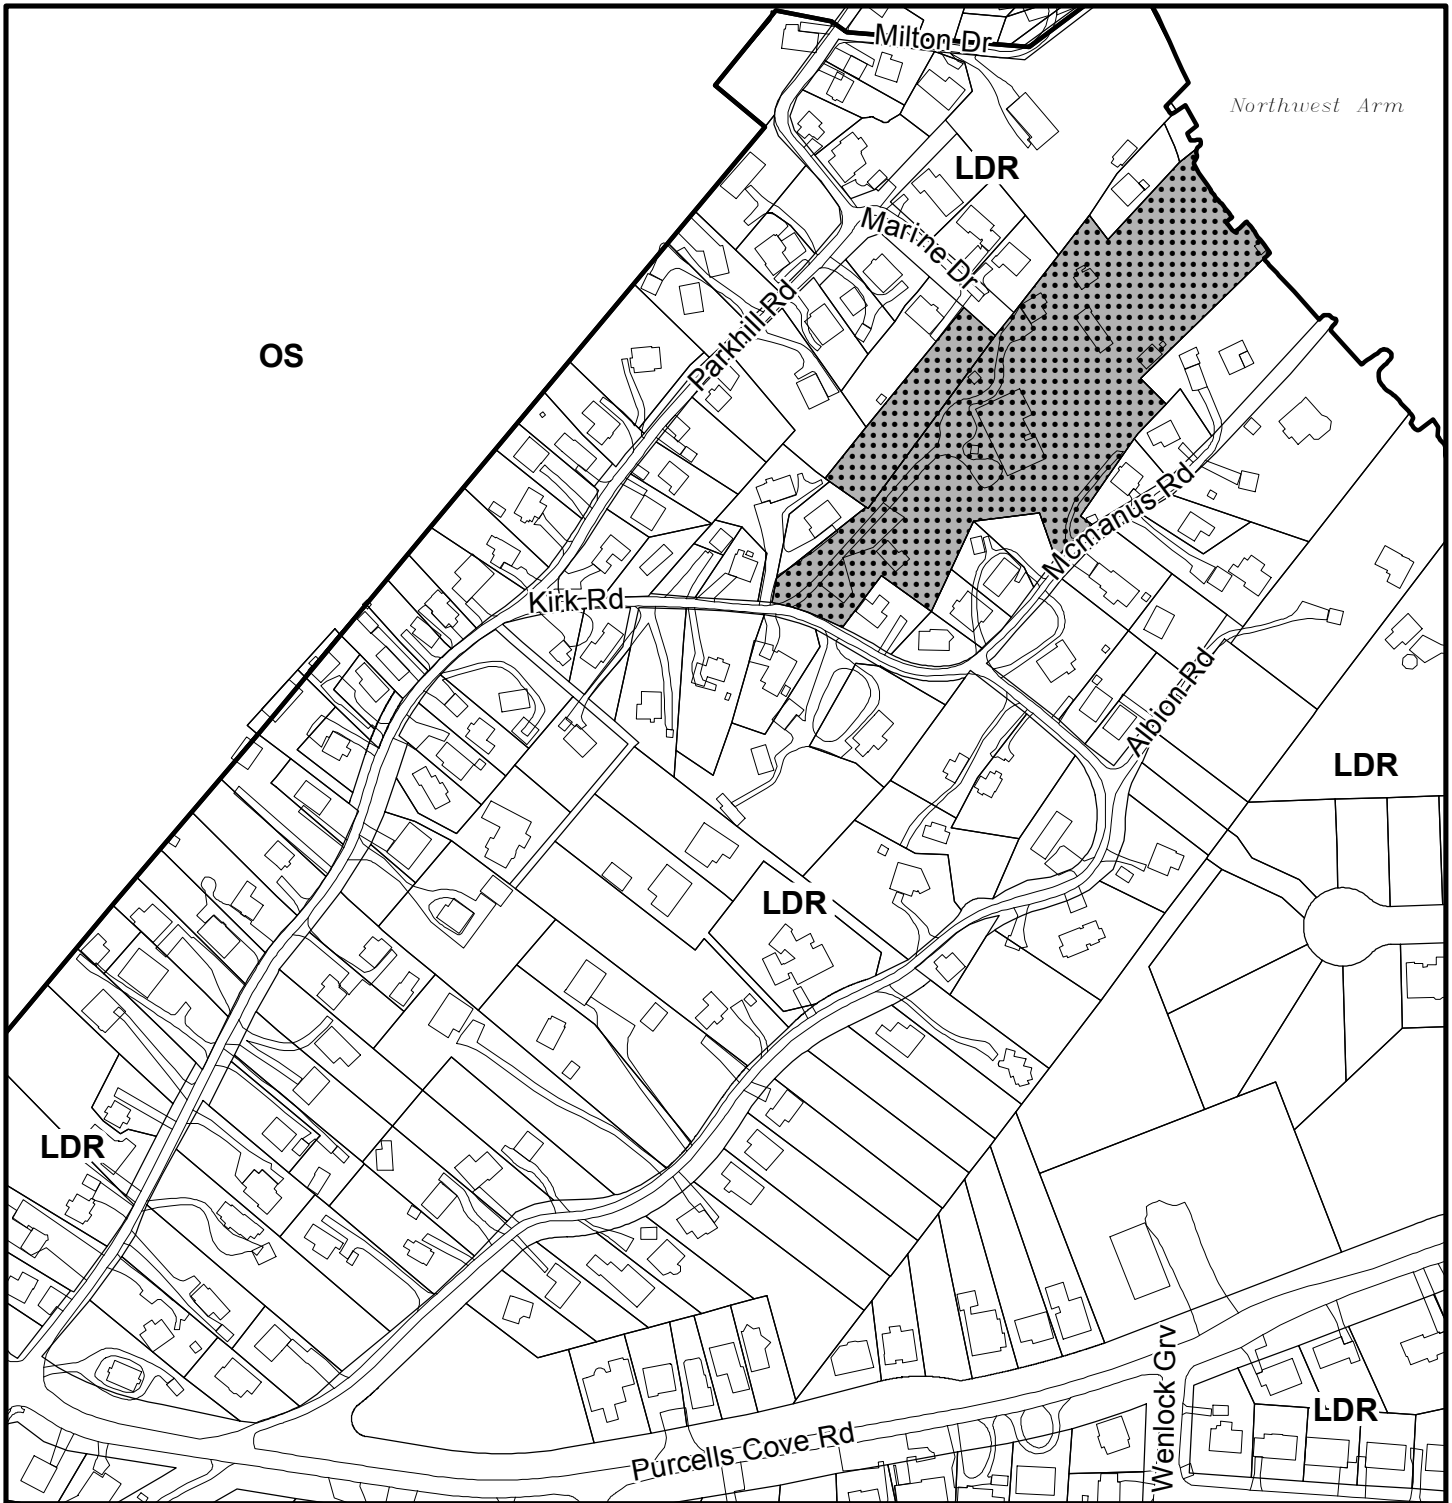 Milton Dr
Northwest Arm
LDR
Marine Dr
Parkhill Rd
OS
Mcmanus Rd
Kirk Rd
Albion Rd
LDR
LDR
LDR
Wenlock Grv
LDR
Purcells Cove Rd